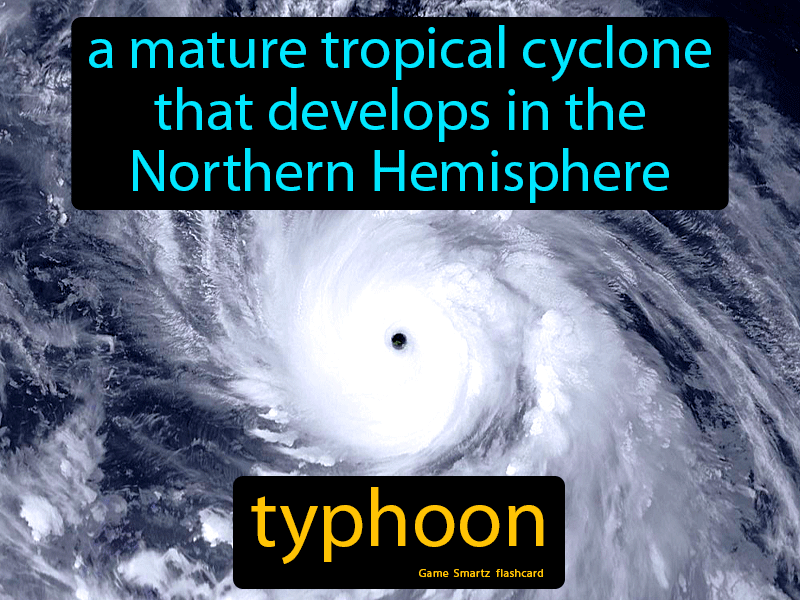 a mature tropical cyclone
that develops in the
Northern Hemisphere
typhoon
Game Smartz flashcard